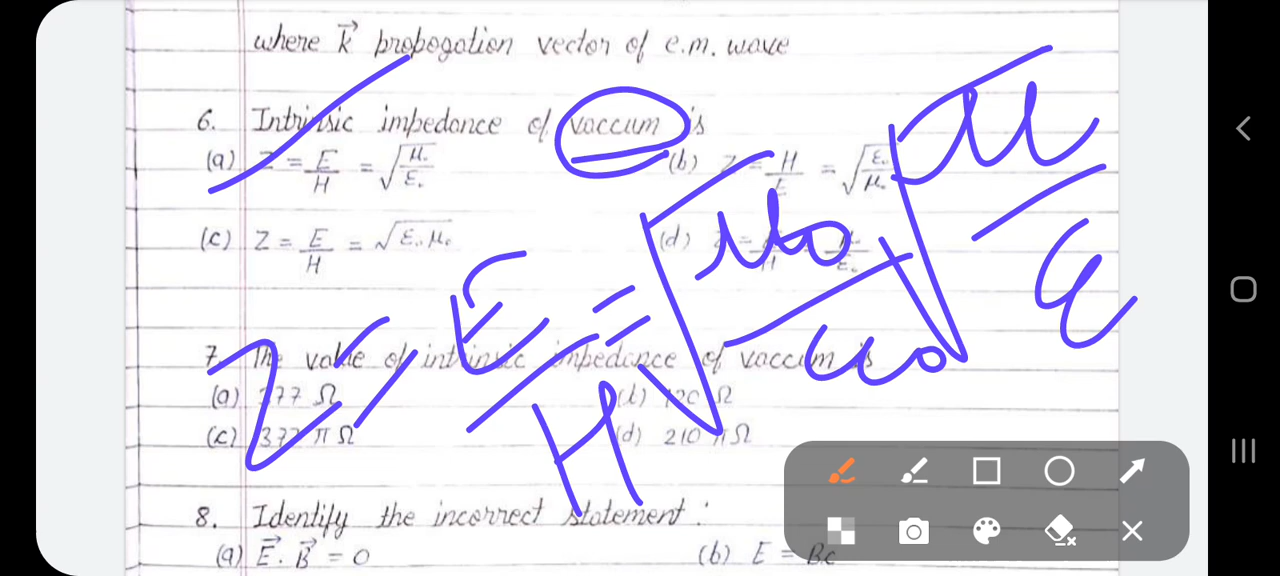 where k⃗ propogation vector of e.m. wave
6. Intrinsic impedance of vaccum is
(a) Z = E/H = √(μ₀/ε₀) (b) Z = H/E = √(ε₀/μ₀)
(c) Z = E/H = √ε₀μ₀ (d)
Z = E/H = √(μ₀/ε₀) √(μ/ε)
7. The value of intrinsic impedance of vaccum is
(a) 377 Ω (b) 120 Ω
(c) 377 π Ω (d) 210 π Ω
8. Identify the incorrect statement :
(a) E⃗ . B⃗ = 0 (b) E = Bc